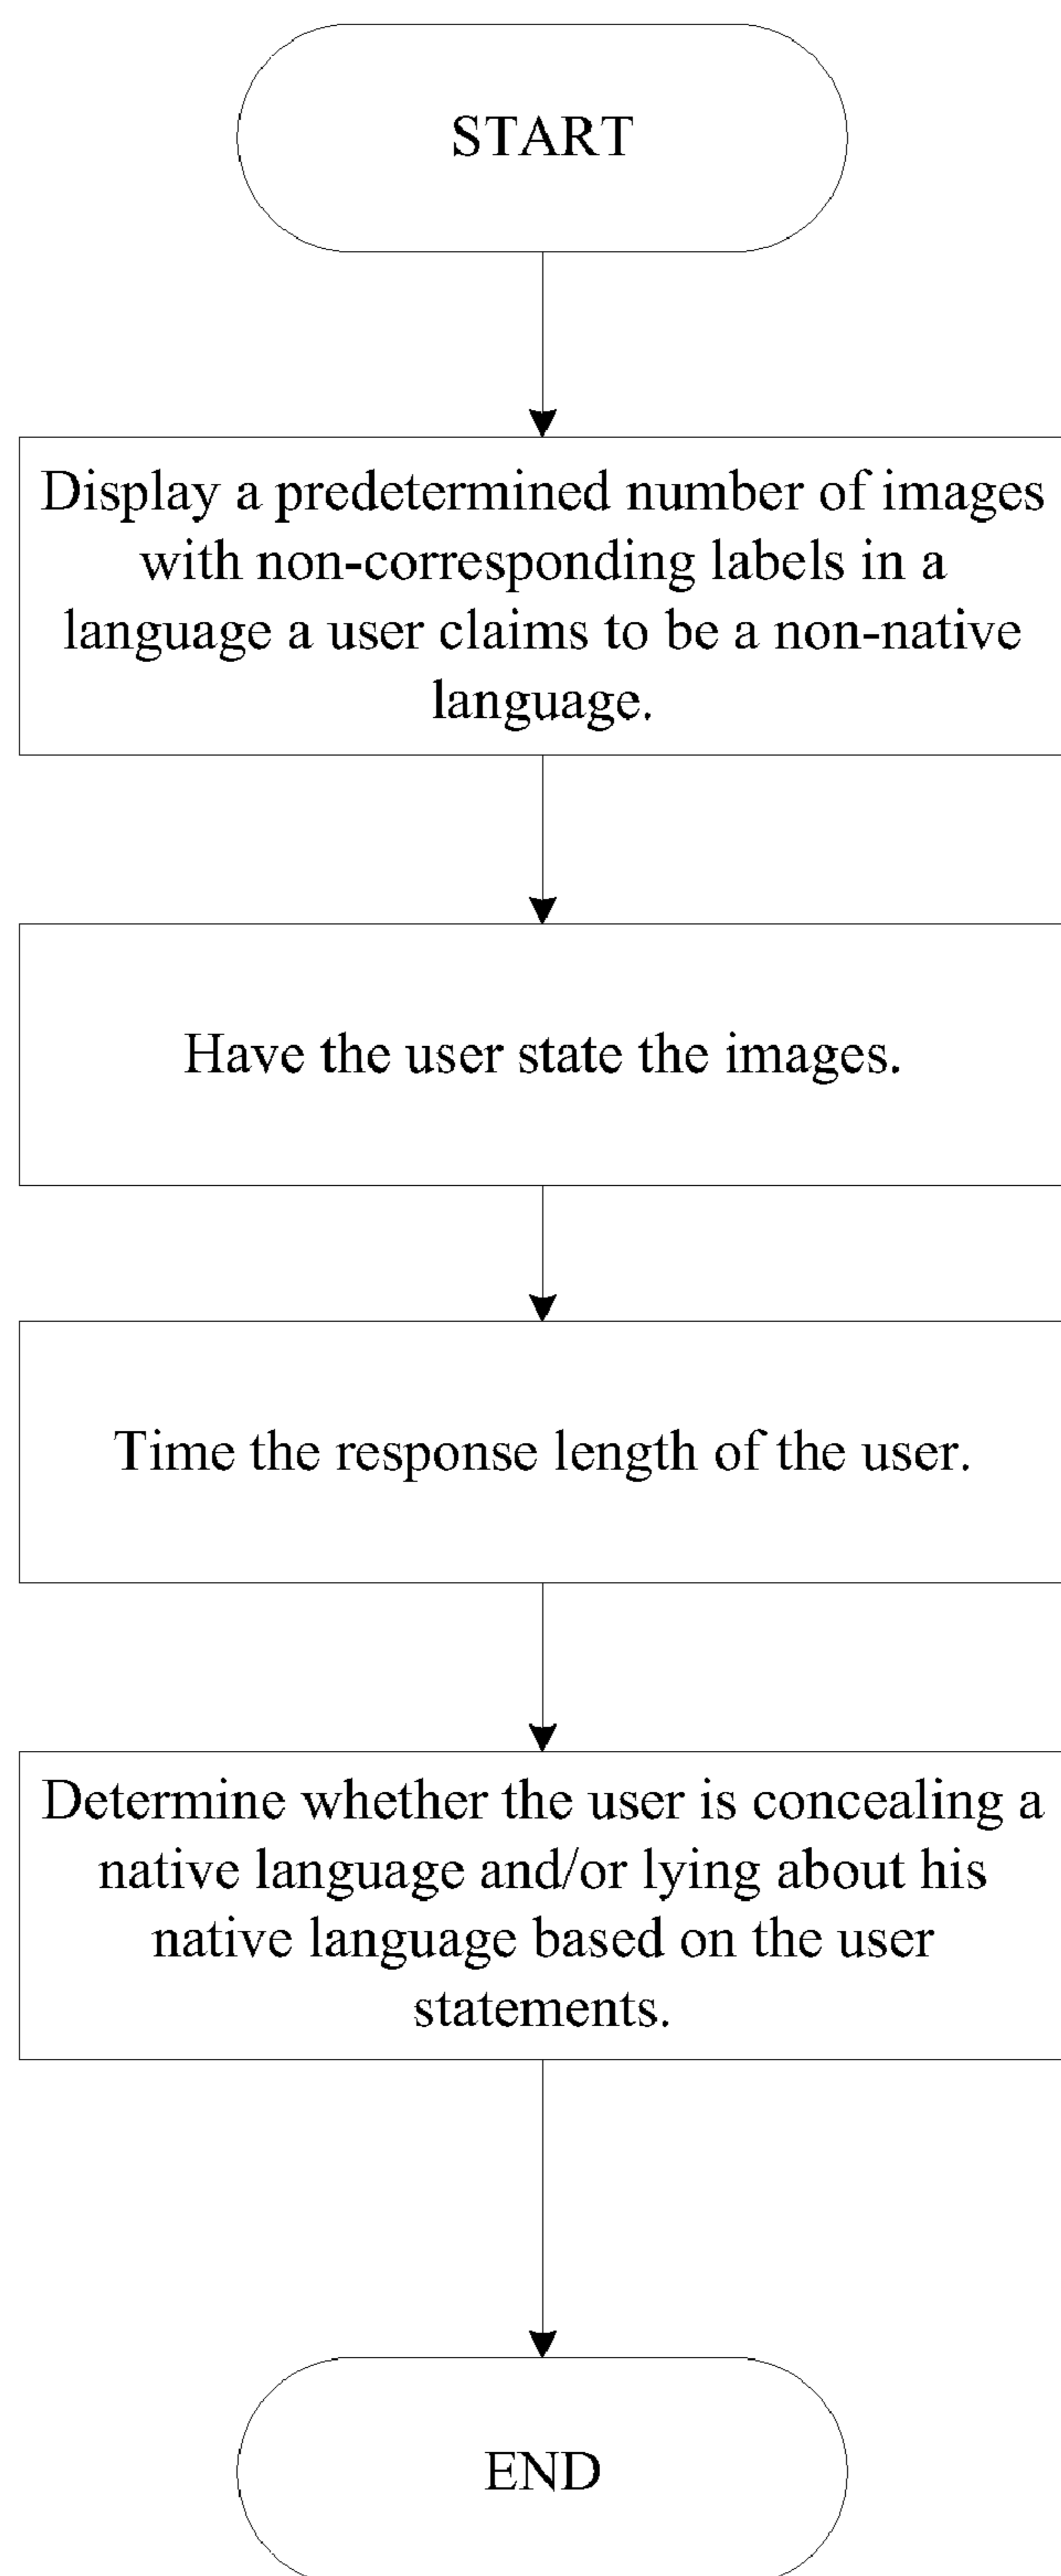 START
Display a predetermined number of images
with non-corresponding labels in a
language a user claims to be a non-native
language.
Have the user state the images.
Time the response length of the user.
Determine whether the user is concealing a
native language and/or lying about his
native language based on the user
statements.
END